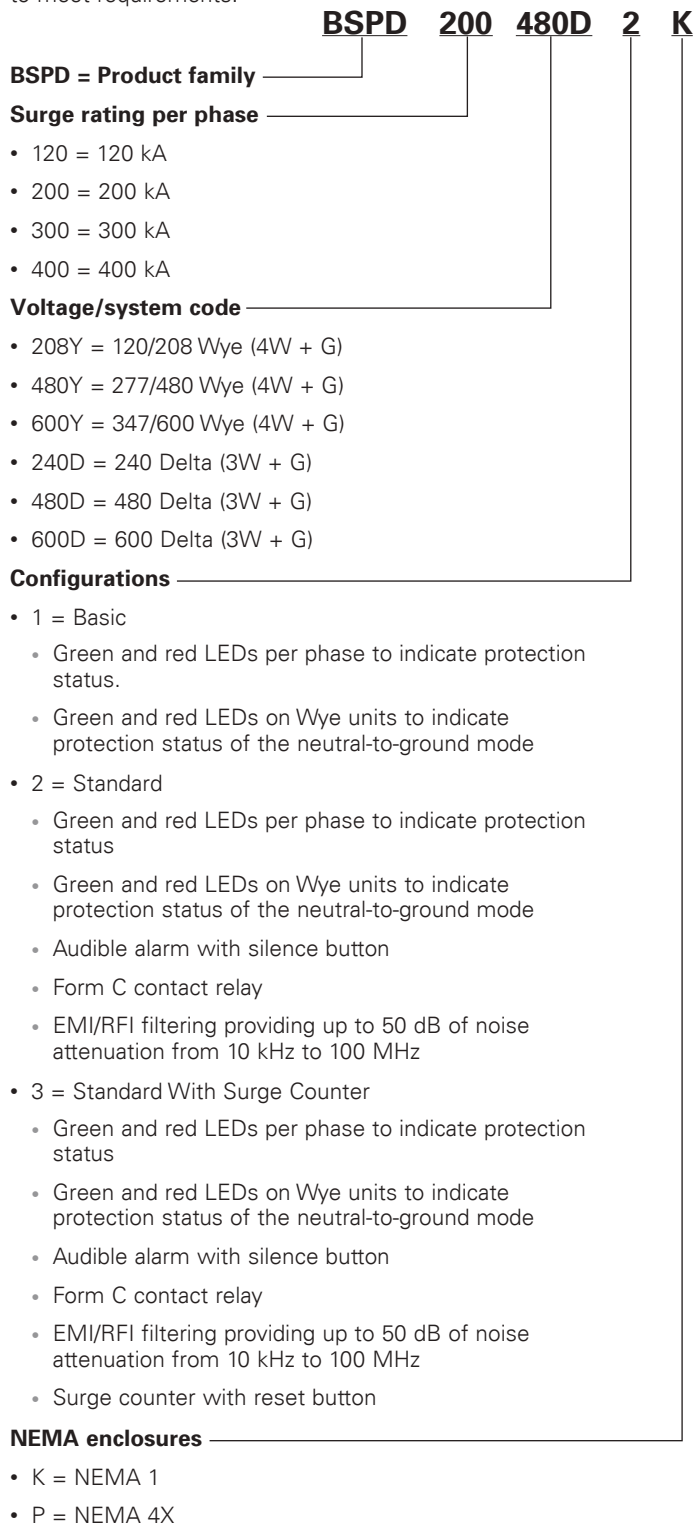 to meet requirements.
BSPD 200 480D 2 K
BSPD = Product family
Surge rating per phase
• 120 = 120 kA
• 200 = 200 kA
• 300 = 300 kA
• 400 = 400 kA
Voltage/system code
• 208Y = 120/208 Wye (4W + G)
• 480Y = 277/480 Wye (4W + G)
• 600Y = 347/600 Wye (4W + G)
• 240D = 240 Delta (3W + G)
• 480D = 480 Delta (3W + G)
• 600D = 600 Delta (3W + G)
Configurations
• 1 = Basic
• Green and red LEDs per phase to indicate protection
status.
• Green and red LEDs on Wye units to indicate
protection status of the neutral-to-ground mode
• 2 = Standard
• Green and red LEDs per phase to indicate protection
status
• Green and red LEDs on Wye units to indicate
protection status of the neutral-to-ground mode
• Audible alarm with silence button
• Form C contact relay
• EMI/RFI filtering providing up to 50 dB of noise
attenuation from 10 kHz to 100 MHz
• 3 = Standard With Surge Counter
• Green and red LEDs per phase to indicate protection
status
• Green and red LEDs on Wye units to indicate
protection status of the neutral-to-ground mode
• Audible alarm with silence button
• Form C contact relay
• EMI/RFI filtering providing up to 50 dB of noise
attenuation from 10 kHz to 100 MHz
• Surge counter with reset button
NEMA enclosures
• K = NEMA 1
• P = NEMA 4X